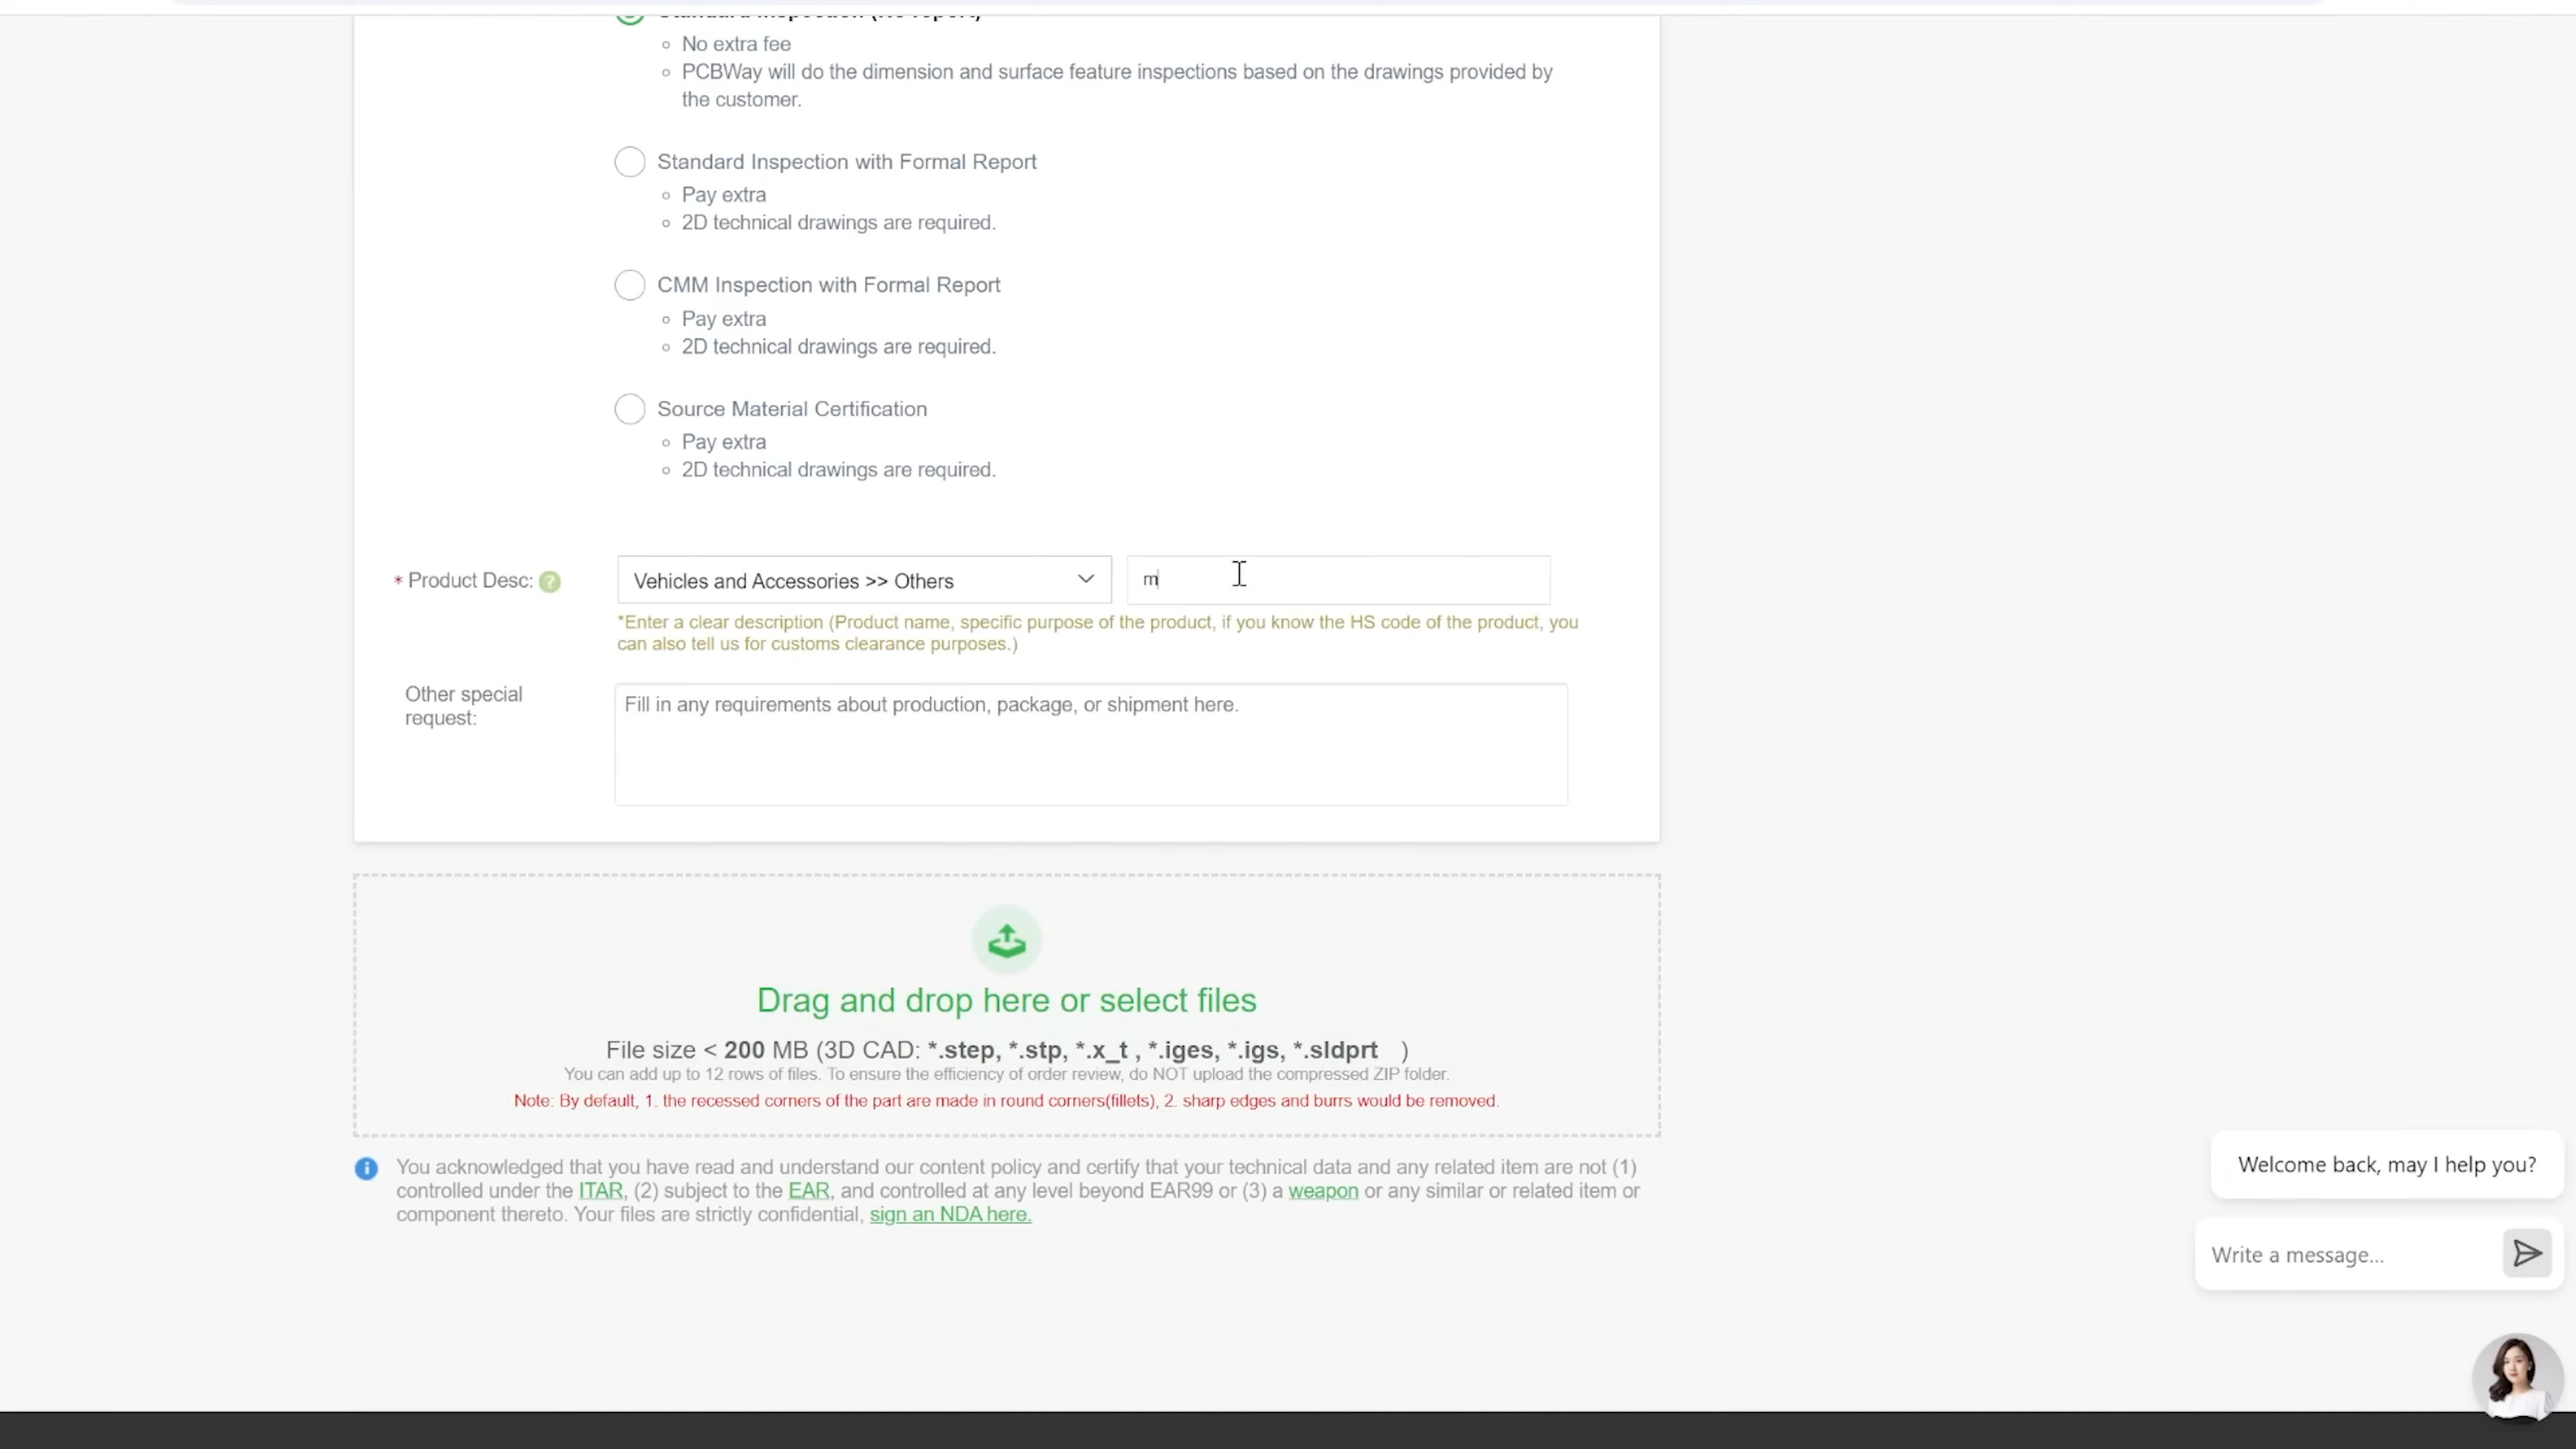 Standard Inspection (No report)
No extra fee
PCBWay will do the dimension and surface feature inspections based on the drawings provided by
the customer.
Standard Inspection with Formal Report
Pay extra
2D technical drawings are required.
CMM Inspection with Formal Report
Pay extra
2D technical drawings are required.
Source Material Certification
Pay extra
2D technical drawings are required.
* Product Desc: ?
Vehicles and Accessories >> Others
m
*Enter a clear description (Product name, specific purpose of the product, if you know the HS code of the product, you
can also tell us for customs clearance purposes.)
Other special
request:
Fill in any requirements about production, package, or shipment here.
Drag and drop here or select files
File size < 200 MB (3D CAD: *.step, *.stp, *.x_t , *.iges, *.igs, *.sldprt )
You can add up to 12 rows of files. To ensure the efficiency of order review, do NOT upload the compressed ZIP folder.
Note: By default, 1. the recessed corners of the part are made in round corners(fillets), 2. sharp edges and burrs would be removed.
You acknowledged that you have read and understand our content policy and certify that your technical data and any related item are not (1)
controlled under the ITAR, (2) subject to the EAR, and controlled at any level beyond EAR99 or (3) a weapon or any similar or related item or
component thereto. Your files are strictly confidential, sign an NDA here.
Welcome back, may I help you?
Write a message...